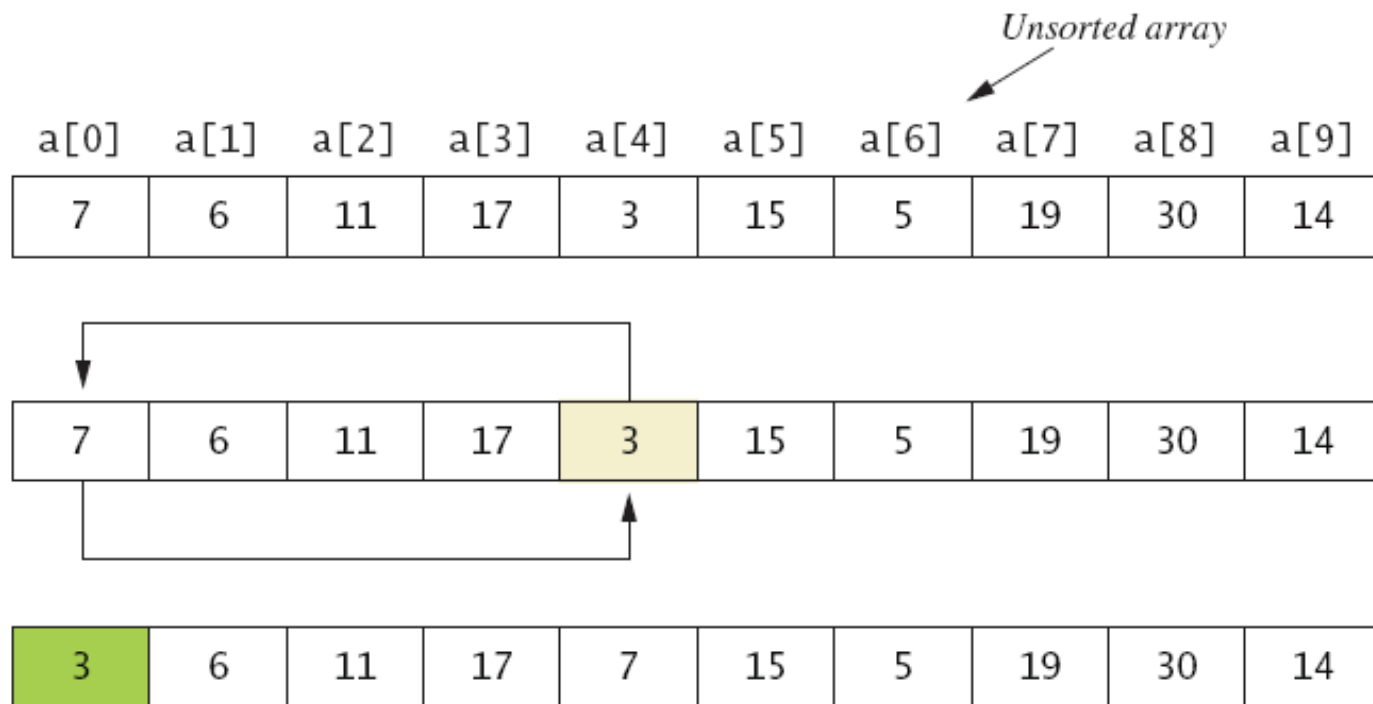 Unsorted array
a[0] a[1] a[2] a[3] a[4] a[5] a[6] a[7] a[8] a[9]
7 6 11 17 3 15 5 19 30 14
7 6 11 17 3 15 5 19 30 14
3 6 11 17 7 15 5 19 30 14